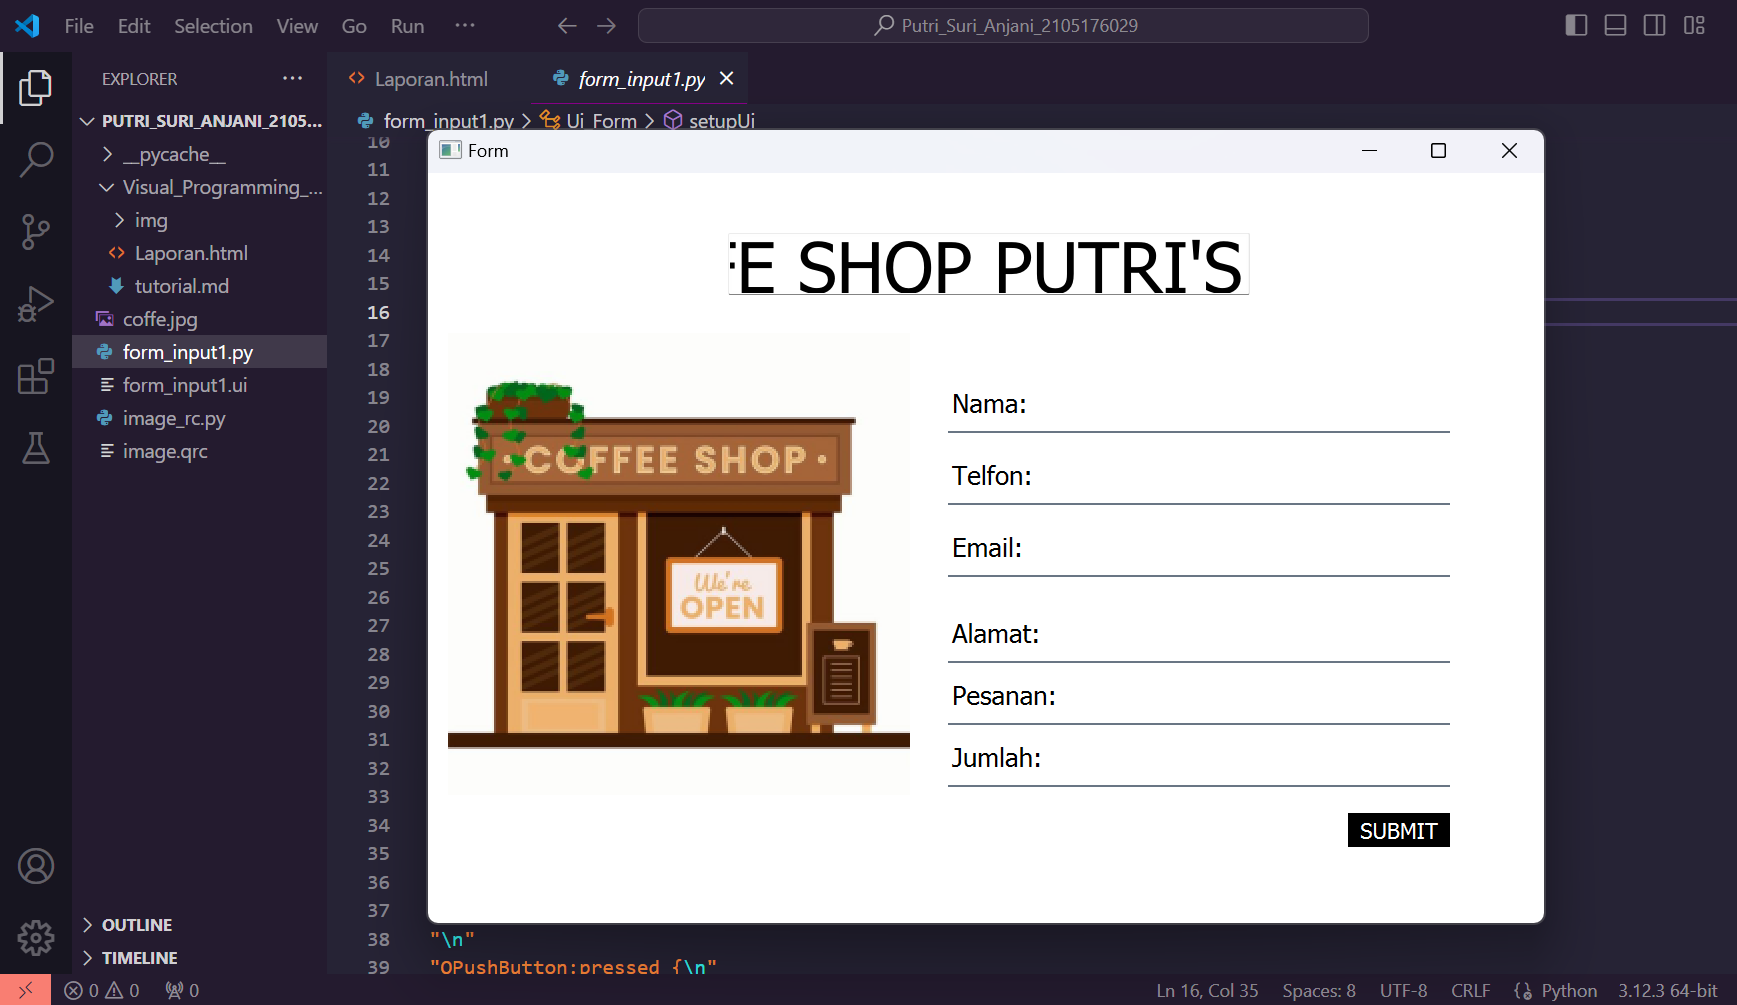 File Edit Selection View Go Run ···
Putri_Suri_Anjani_2105176029
EXPLORER ···
PUTRI_SURI_ANJANI_2105...
__pycache__
Visual_Programming_...
img
Laporan.html
tutorial.md
coffe.jpg
form_input1.py
form_input1.ui
image_rc.py
image.qrc
OUTLINE
TIMELINE
Laporan.html form_input1.py
form_input1.py > Ui_Form > setupUi
10
11
12
13
14
15
16
17
18
19
20
21
22
23
24
25
26
27
28
29
30
31
32
33
34
35
36
37
38 "\n"
39 "QPushButton:pressed {\n"
Form
FE SHOP PUTRI'S
· COFFEE SHOP ·
We're
OPEN
Nama:
Telfon:
Email:
Alamat:
Pesanan:
Jumlah:
SUBMIT
0 0 0 Ln 16, Col 35 Spaces: 8 UTF-8 CRLF Python 3.12.3 64-bit